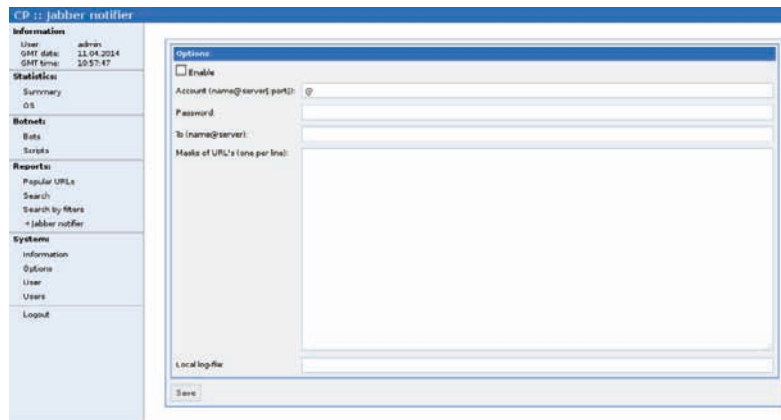 CP :: Jabber notifier
Information
User: admin
GMT date: 11.04.2014
GMT time: 10:57:47
Statistics:
Summary
OS
Botnet:
Bots
Scripts
Reports:
Popular URLs
Search
Search by filters
→ Jabber notifier
System:
Information
Options
User
Users
Logout
Options
Enable
Account (name@server[:port]): @
Password:
To (name@server):
Masks of URL's (one per line):
Local log-file:
Save